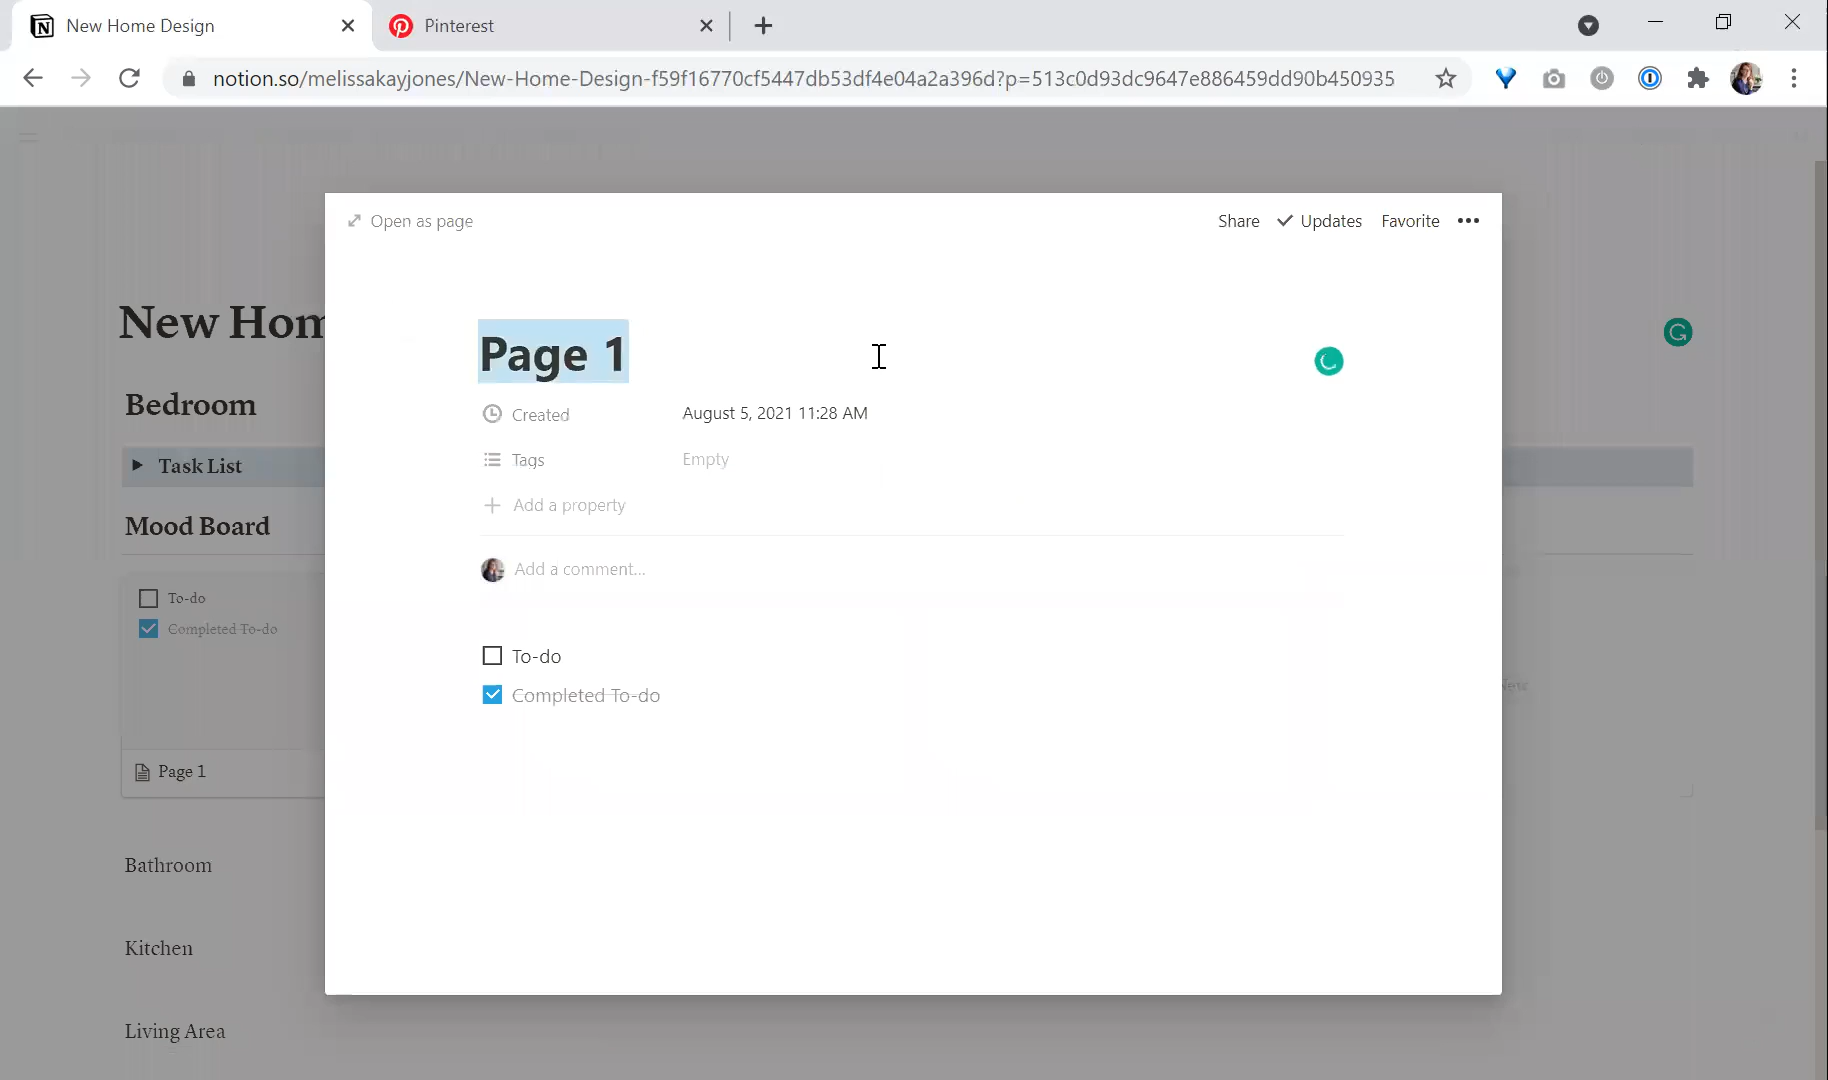 New Home Design
Pinterest
notion.so/melissakayjones/New-Home-Design-f59f16770cf5447db53df4e04a2a396d?p=513c0d93dc9647e886459dd90b450935
Open as page
Share
Updates
Favorite
New Hom
Page 1
Created
August 5, 2021 11:28 AM
Bedroom
Tags
Empty
Task List
Add a property
Mood Board
Add a comment...
To-do
Completed To-do
To-do
Completed To-do
New
Page 1
Bathroom
Kitchen
Living Area